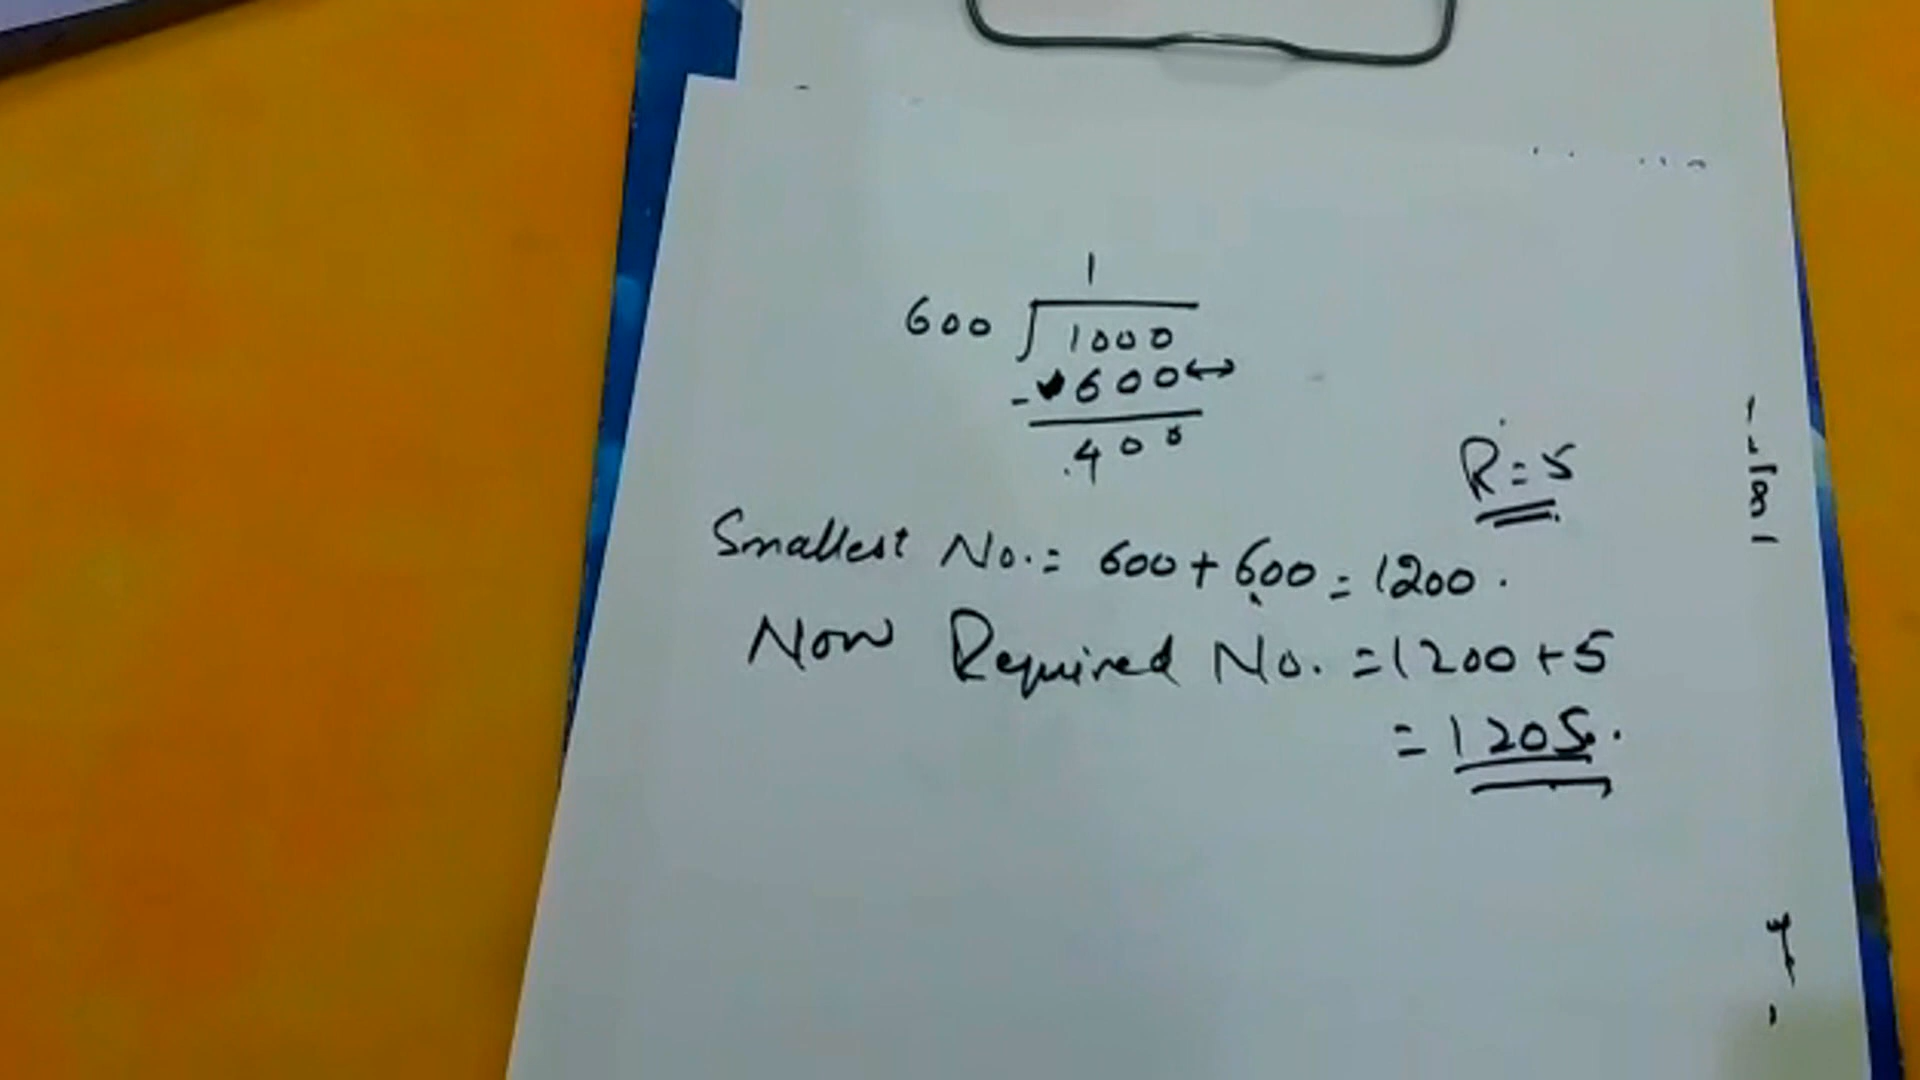 1
600 1000
- 600 ↔
400
R = 5
Smallest No. = 600 + 600 = 1200.
Now Required No. = 1200 + 5
= 1205.